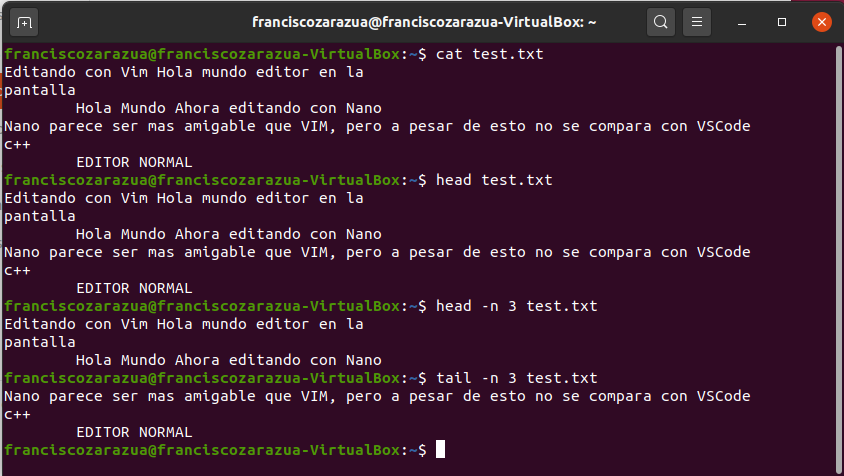 franciscozarazua@franciscozarazua-VirtualBox: ~
franciscozarazua@franciscozarazua-VirtualBox:~$ cat test.txt
Editando con Vim Hola mundo editor en la
pantalla
        Hola Mundo Ahora editando con Nano
Nano parece ser mas amigable que VIM, pero a pesar de esto no se compara con VSCode
c++
        EDITOR NORMAL
franciscozarazua@franciscozarazua-VirtualBox:~$ head test.txt
Editando con Vim Hola mundo editor en la
pantalla
        Hola Mundo Ahora editando con Nano
Nano parece ser mas amigable que VIM, pero a pesar de esto no se compara con VSCode
c++
        EDITOR NORMAL
franciscozarazua@franciscozarazua-VirtualBox:~$ head -n 3 test.txt
Editando con Vim Hola mundo editor en la
pantalla
        Hola Mundo Ahora editando con Nano
franciscozarazua@franciscozarazua-VirtualBox:~$ tail -n 3 test.txt
Nano parece ser mas amigable que VIM, pero a pesar de esto no se compara con VSCode
c++
        EDITOR NORMAL
franciscozarazua@franciscozarazua-VirtualBox:~$